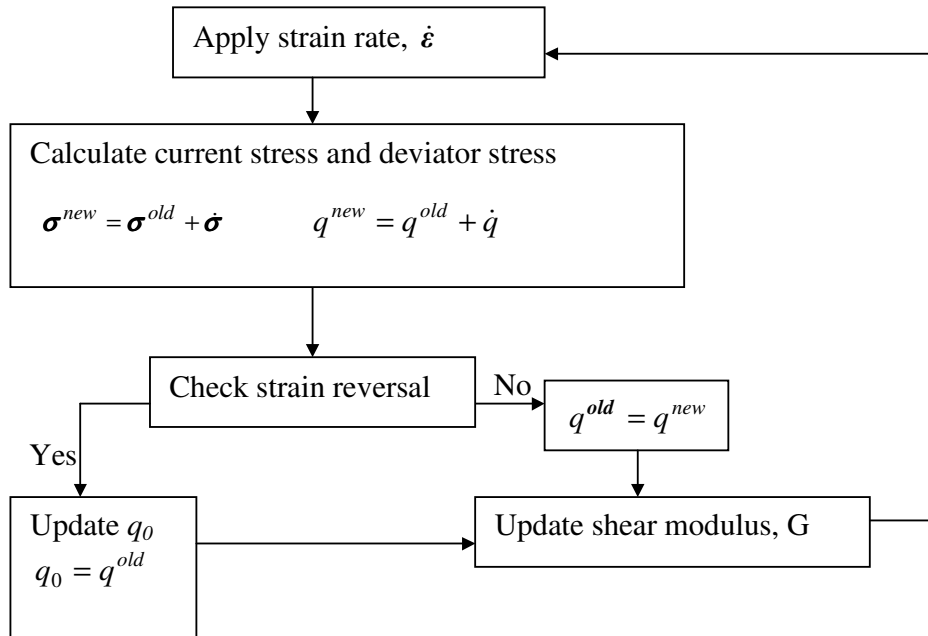 Apply strain rate, ε̇
Calculate current stress and deviator stress
σ^{new} = σ^{old} + σ̇
q^{new} = q^{old} + q̇
Check strain reversal
No
q^{old} = q^{new}
Yes
Update q_0
q_0 = q^{old}
Update shear modulus, G